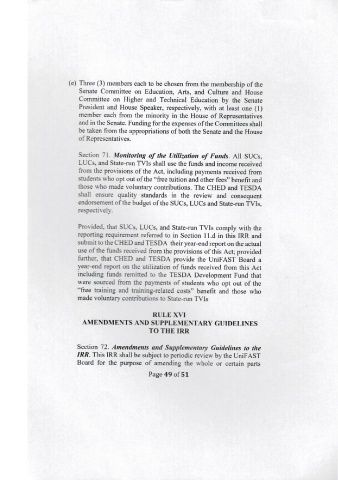 (e) Three (3) members each to be chosen from the membership of the
Senate Committee on Education, Arts, and Culture and House
Committee on Higher and Technical Education by the Senate
President and House Speaker, respectively, with at least one (1)
member each from the minority in the House of Representatives
and in the Senate. Funding for the expenses of the Committees shall
be taken from the appropriations of both the Senate and the House
of Representatives.
Section 71. Monitoring of the Utilization of Funds. All SUCs,
LUCs, and State-run TVIs shall use the funds and income received
from the provisions of the Act, including payments received from
students who opt out of the "free tuition and other fees" benefit and
those who made voluntary contributions. The CHED and TESDA
shall ensure quality standards in the review and consequent
endorsement of the budget of the SUCs, LUCs and State-run TVIs,
respectively.
Provided, that SUCs, LUCs, and State-run TVIs comply with the
reporting requirement referred to in Section 11.d in this IRR and
submit to the CHED and TESDA their year-end report on the actual
use of the funds received from the provisions of this Act; provided
further, that CHED and TESDA provide the UniFAST Board a
year-end report on the utilization of funds received from this Act
including funds remitted to the TESDA Development Fund that
were sourced from the payments of students who opt out of the
"free training and training-related costs" benefit and those who
made voluntary contributions to State-run TVIs
RULE XVI
AMENDMENTS AND SUPPLEMENTARY GUIDELINES
TO THE IRR
Section 72. Amendments and Supplementary Guidelines to the
IRR. This IRR shall be subject to periodic review by the UniFAST
Board for the purpose of amending the whole or certain parts
Page 49 of 51